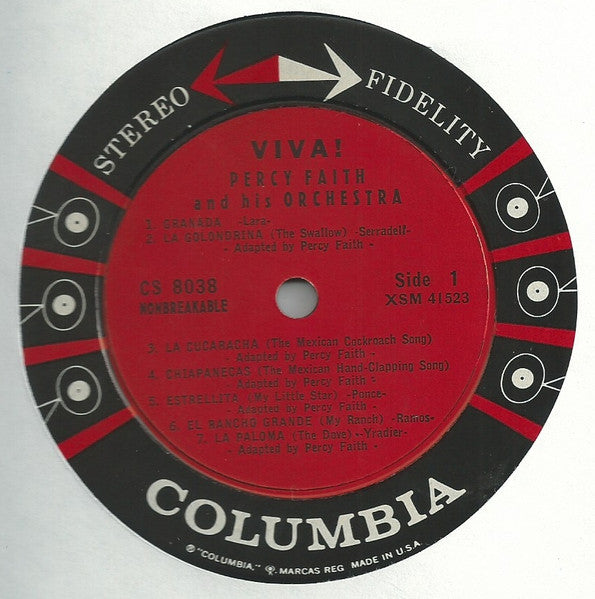 STEREO FIDELITY
VIVA!
PERCY FAITH
and his ORCHESTRA
1. GRANADA -Lara-
2. LA GOLONDRINA (The Swallow) -Serradell-
- Adapted by Percy Faith -
CS 8038
NONBREAKABLE
Side 1
XSM 41523
3. LA CUCARACHA (The Mexican Cockroach Song)
- Adapted by Percy Faith -
4. CHIAPANECAS (The Mexican Hand-Clapping Song)
- Adapted by Percy Faith -
5. ESTRELLITA (My Little Star) -Ponce-
- Adapted by Percy Faith -
6. EL RANCHO GRANDE (My Ranch) -Ramos-
7. LA PALOMA (The Dove) -Yradier-
- Adapted by Percy Faith -
COLUMBIA
® "COLUMBIA," MARCAS REG. MADE IN U.S.A.